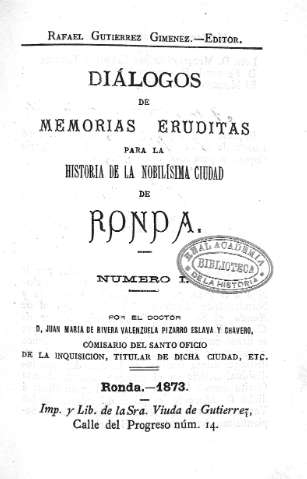 RAFAEL GUTIERREZ GIMENEZ.—EDITOR.
DIÁLOGOS
DE
MEMORIAS ERUDITAS
PARA LA
HISTORIA DE LA NOBILÍSIMA CIUDAD
DE
RONDA.
NUMERO I.
REAL ACADEMIA
BIBLIOTECA
DE LA HISTORIA
POR EL DOCTOR
D. JUAN MARIA DE RIVERA VALENZUELA PIZARRO ESLAVA Y CHAVERO,
COMISARIO DEL SANTO OFICIO
DE LA INQUISICION, TITULAR DE DICHA CIUDAD, ETC.
Ronda.—1873.
Imp. y Lib. de la Sra. Viuda de Gutierrez,
Calle del Progreso núm. 14.